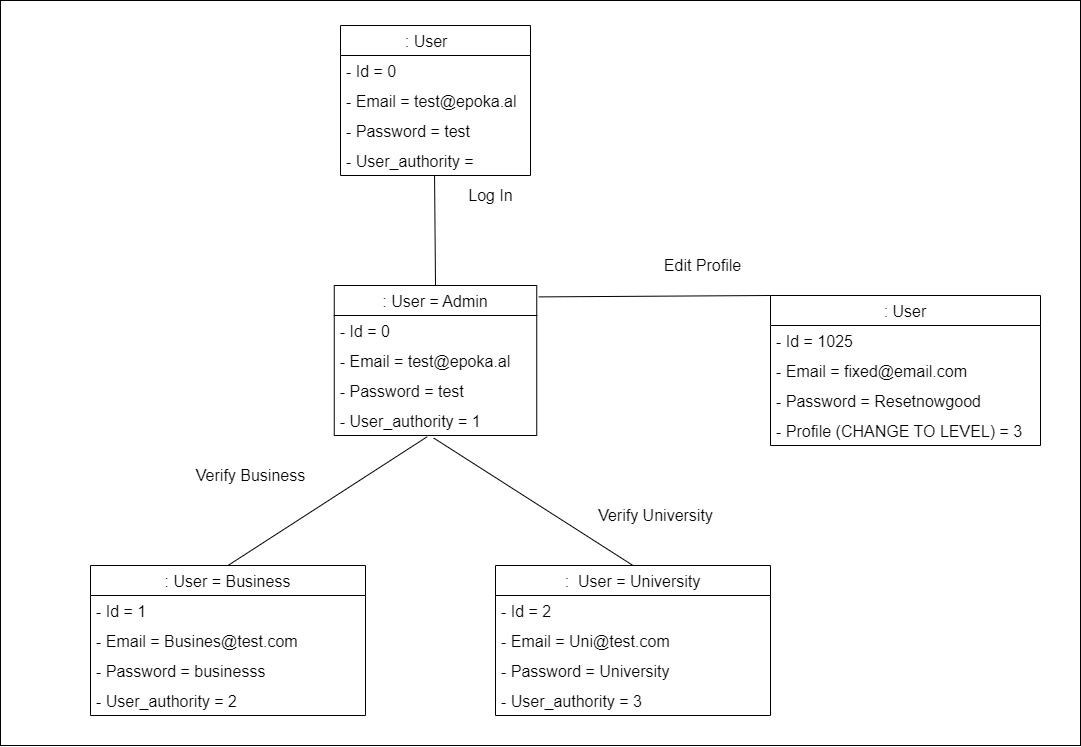 : User
- Id = 0
- Email = test@epoka.al
- Password = test
- User_authority =
Log In
Edit Profile
: User = Admin
- Id = 0
- Email = test@epoka.al
- Password = test
- User_authority = 1
: User
- Id = 1025
- Email = fixed@email.com
- Password = Resetnowgood
- Profile (CHANGE TO LEVEL) = 3
Verify Business
Verify University
: User = Business
- Id = 1
- Email = Busines@test.com
- Password = businesss
- User_authority = 2
: User = University
- Id = 2
- Email = Uni@test.com
- Password = University
- User_authority = 3